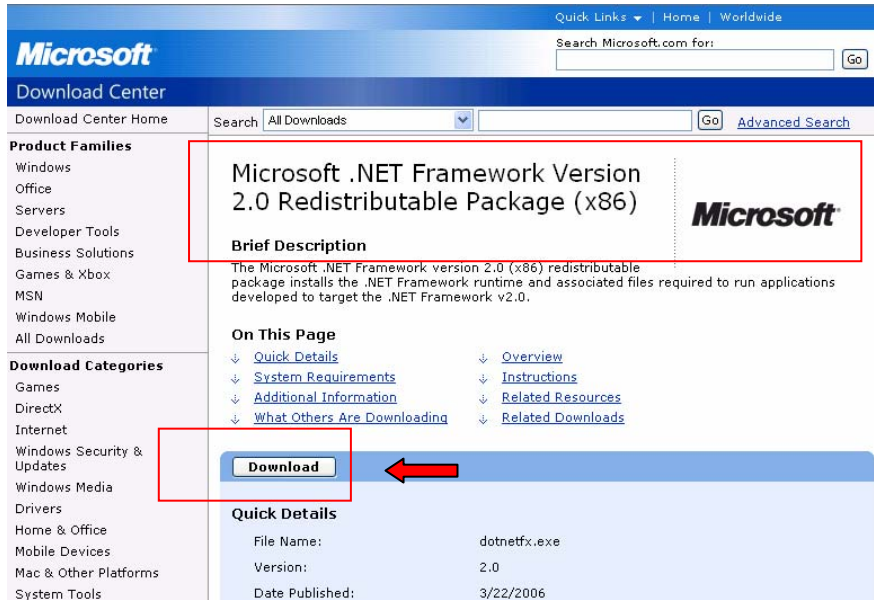 Quick Links | Home | Worldwide
Microsoft
Search Microsoft.com for:
Go
Download Center
Download Center Home
Product Families
Windows
Office
Servers
Developer Tools
Business Solutions
Games & Xbox
MSN
Windows Mobile
All Downloads
Download Categories
Games
DirectX
Internet
Windows Security &
Updates
Windows Media
Drivers
Home & Office
Mobile Devices
Mac & Other Platforms
System Tools
Search All Downloads Go Advanced Search
Microsoft .NET Framework Version
2.0 Redistributable Package (x86)
Microsoft
Brief Description
The Microsoft .NET Framework version 2.0 (x86) redistributable
package installs the .NET Framework runtime and associated files required to run applications
developed to target the .NET Framework v2.0.
On This Page
Quick Details Overview
System Requirements Instructions
Additional Information Related Resources
What Others Are Downloading Related Downloads
Download
Quick Details
File Name: dotnetfx.exe
Version: 2.0
Date Published: 3/22/2006